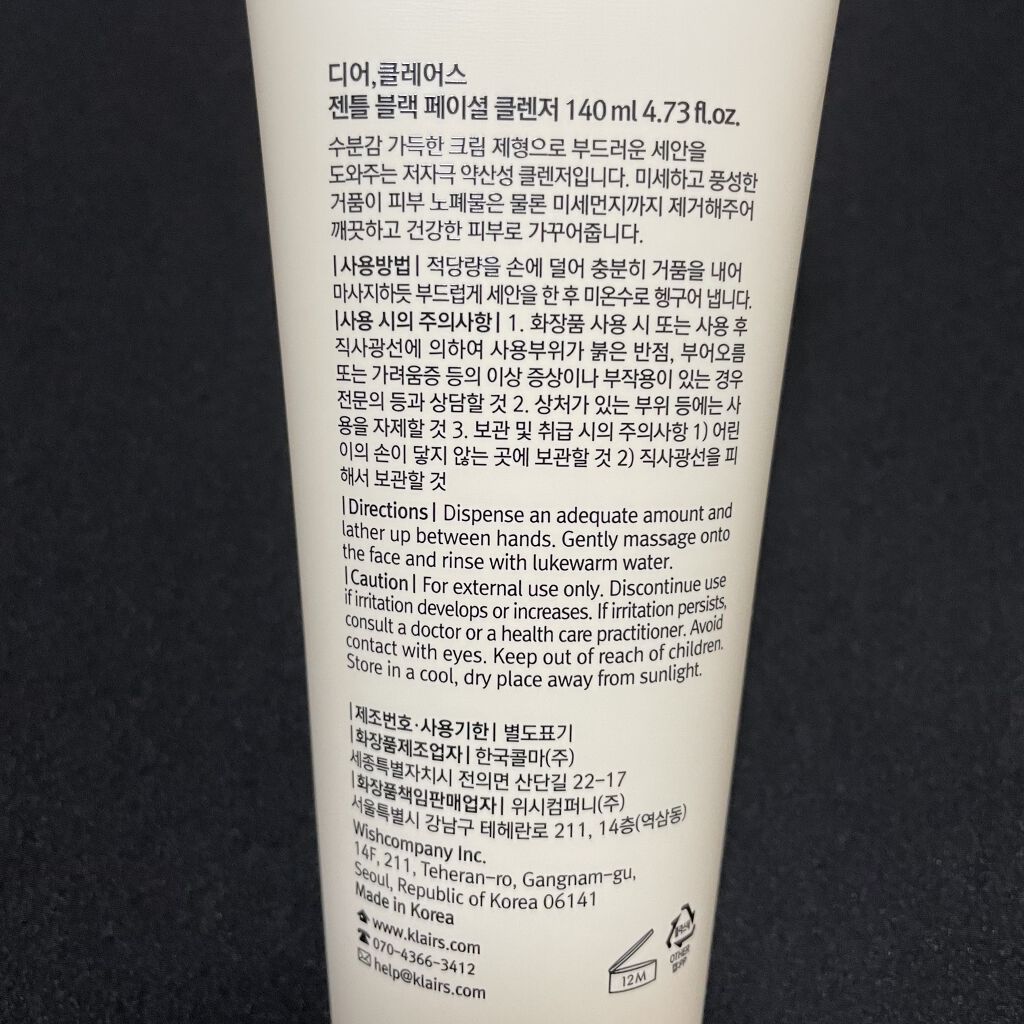 디어,클레어스
젠틀 블랙 페이셜 클렌저 140 ml 4.73 fl.oz.
수분감 가득한 크림 제형으로 부드러운 세안을
도와주는 저자극 약산성 클렌저입니다. 미세하고 풍성한
거품이 피부 노폐물은 물론 미세먼지까지 제거해주어
깨끗하고 건강한 피부로 가꾸어줍니다.
|사용방법| 적당량을 손에 덜어 충분히 거품을 내어
마사지하듯 부드럽게 세안을 한 후 미온수로 헹구어 냅니다.
|사용 시의 주의사항| 1. 화장품 사용 시 또는 사용 후
직사광선에 의하여 사용부위가 붉은 반점, 부어오름
또는 가려움증 등의 이상 증상이나 부작용이 있는 경우
전문의 등과 상담할 것 2. 상처가 있는 부위 등에는 사
용을 자제할 것 3. 보관 및 취급 시의 주의사항 1) 어린
이의 손이 닿지 않는 곳에 보관할 것 2) 직사광선을 피
해서 보관할 것
|Directions| Dispense an adequate amount and
lather up between hands. Gently massage onto
the face and rinse with lukewarm water.
|Caution| For external use only. Discontinue use
if irritation develops or increases. If irritation persists,
consult a doctor or a health care practitioner. Avoid
contact with eyes. Keep out of reach of children.
Store in a cool, dry place away from sunlight.
|제조번호·사용기한| 별도표기
|화장품제조업자| 한국콜마(주)
세종특별자치시 전의면 산단길 22-17
|화장품책임판매업자| 위시컴퍼니(주)
서울특별시 강남구 테헤란로 211, 14층(역삼동)
Wishcompany Inc.
14F, 211, Teheran-ro, Gangnam-gu,
Seoul, Republic of Korea 06141
Made in Korea
www.klairs.com
070-4366-3412
help@klairs.com
12M
OTHER